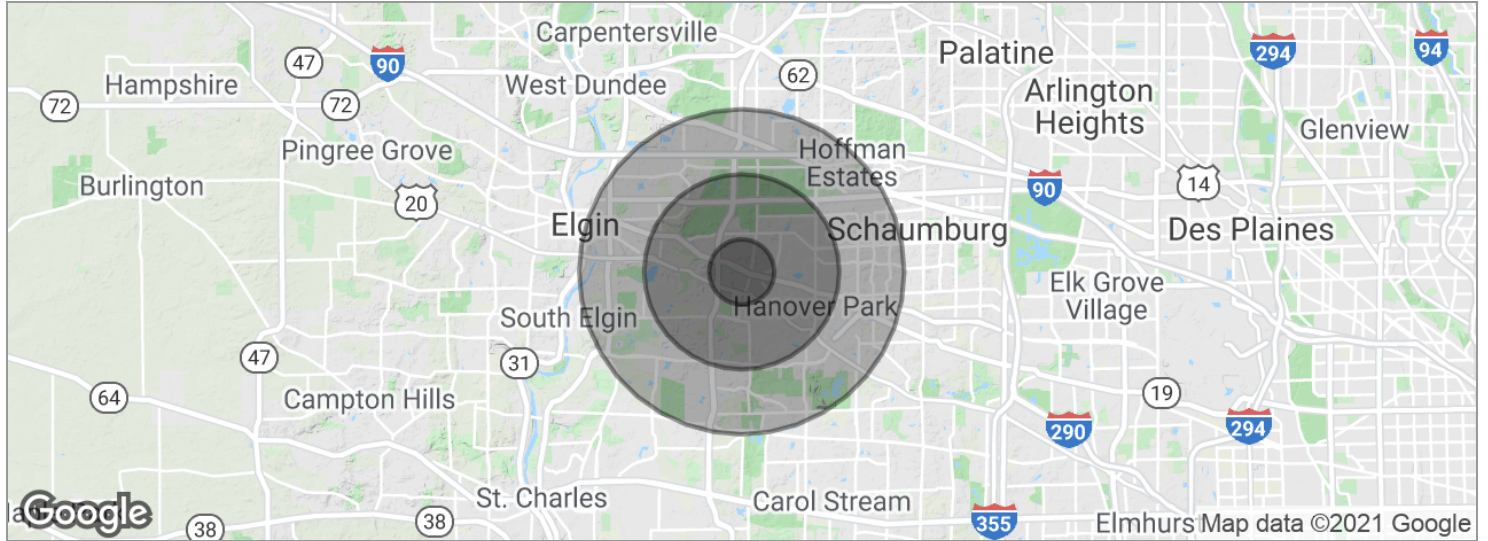 Carpentersville
Palatine
294
94
47
90
62
Hampshire
72
72
West Dundee
Arlington
Heights
Glenview
Pingree Grove
Hoffman
Estates
Burlington
20
90
14
Elgin
Schaumburg
Des Plaines
Elk Grove
Village
Hanover Park
South Elgin
47
31
64
Campton Hills
19
290
294
St. Charles
Carol Stream
Google
38
38
355
Elmhurs
Map data ©2021 Google